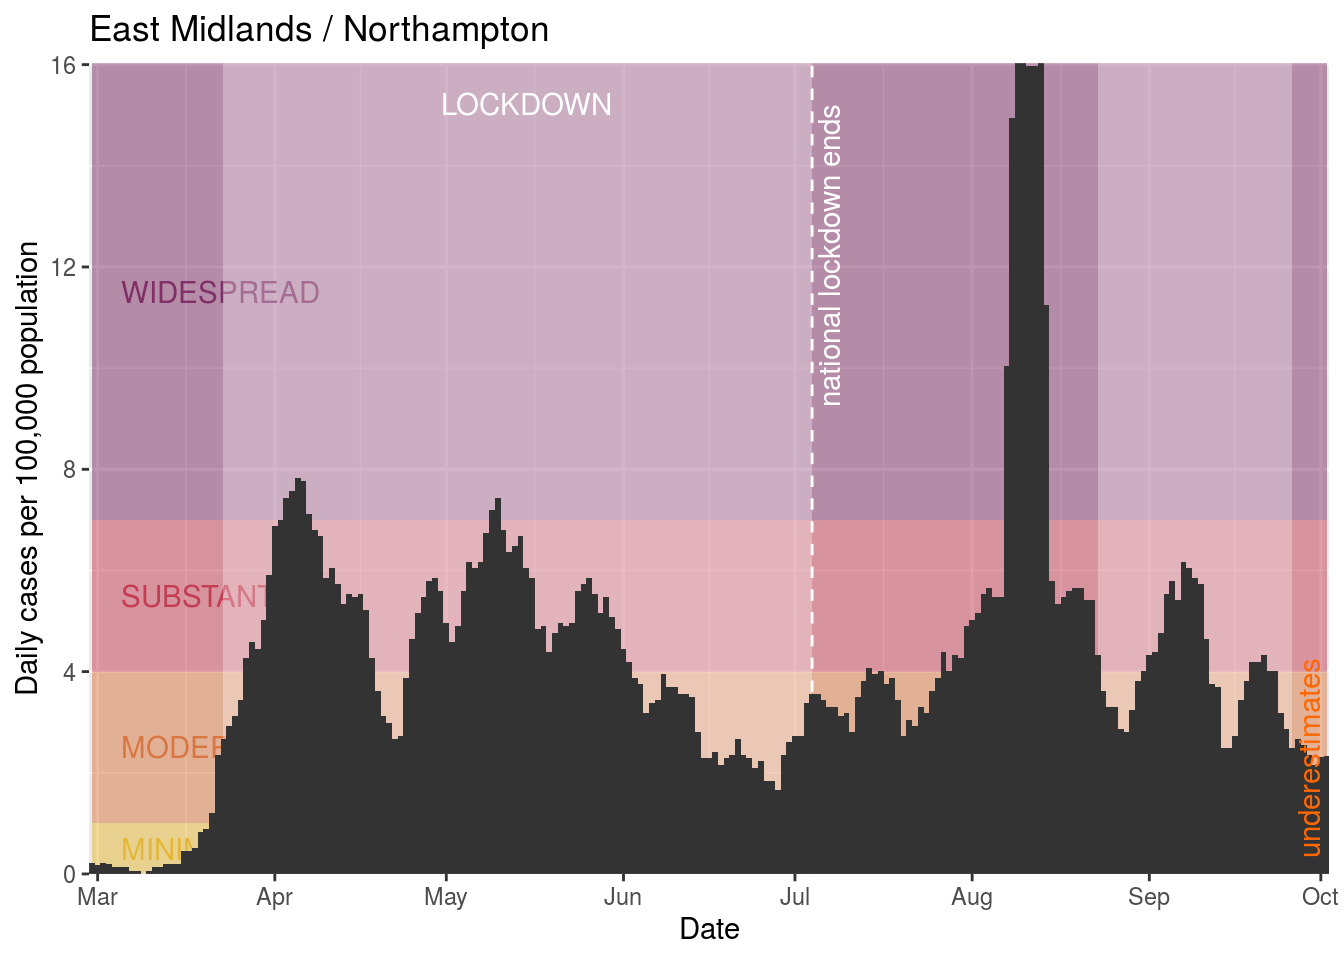 East Midlands / Northampton
16
12
8
4
0
Daily cases per 100,000 population
LOCKDOWN
national lockdown ends
WIDESPREAD
SUBSTANT
MODE
MINI
underestimates
Mar Apr May Jun Jul Aug Sep Oct
Date